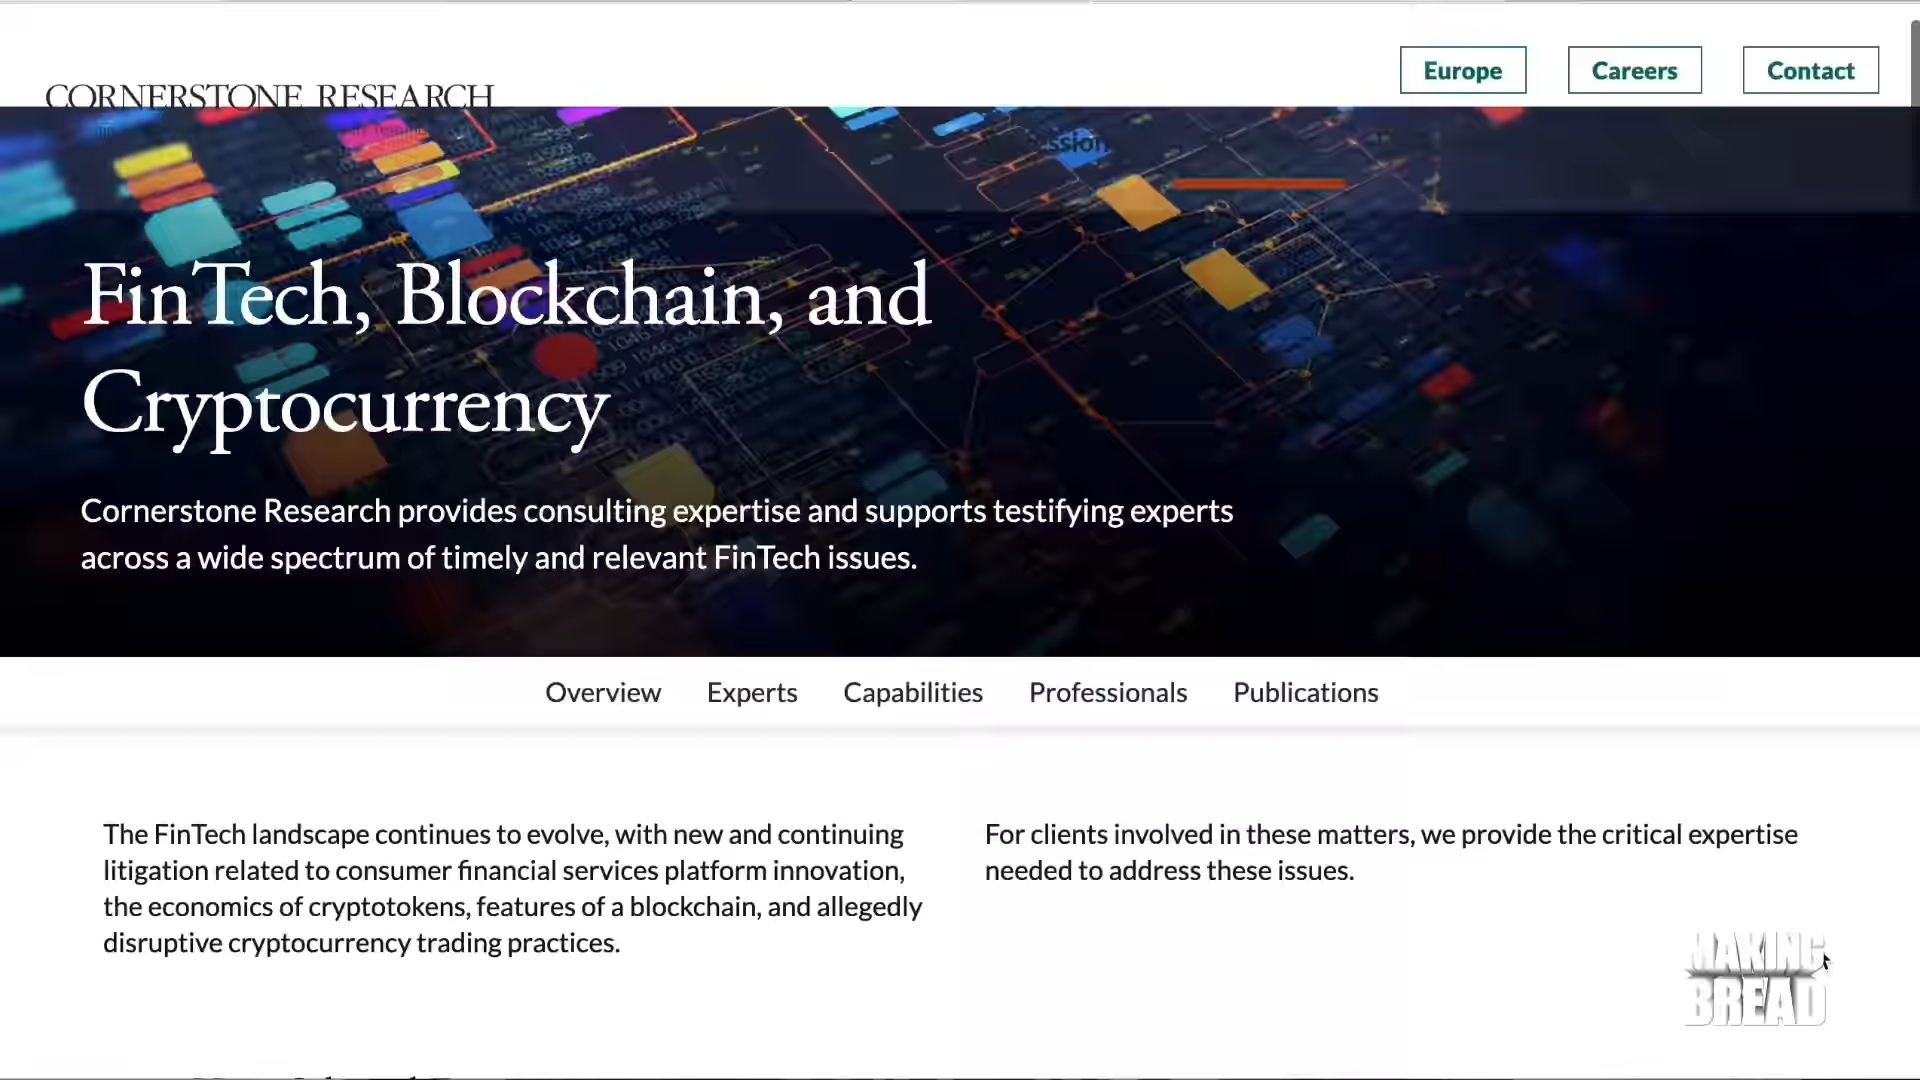 Europe
Careers
Contact
CORNERSTONE RESEARCH
ssion
FinTech, Blockchain, and
Cryptocurrency
Cornerstone Research provides consulting expertise and supports testifying experts
across a wide spectrum of timely and relevant FinTech issues.
Overview
Experts
Capabilities
Professionals
Publications
The FinTech landscape continues to evolve, with new and continuing
litigation related to consumer financial services platform innovation,
the economics of cryptotokens, features of a blockchain, and allegedly
disruptive cryptocurrency trading practices.
For clients involved in these matters, we provide the critical expertise
needed to address these issues.
MAKING
BREAD